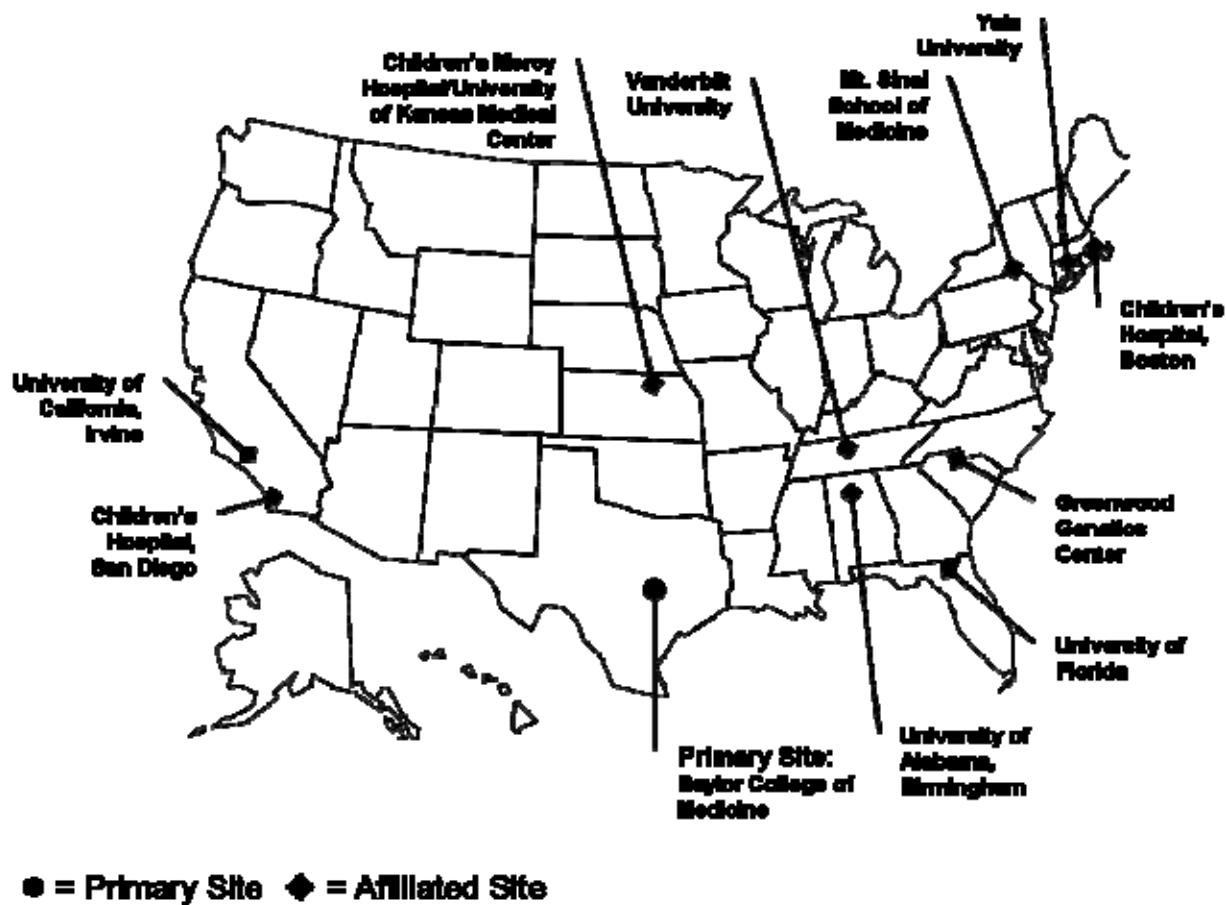 Yale
University
Children's Mercy
Hospital/University
of Kansas Medical
Center
Vanderbilt
University
Mt. Sinai
School of
Medicine
Children's
Hospital,
Boston
University of
California,
Irvine
Children's
Hospital,
San Diego
Greenwood
Genetics
Center
University of
Florida
University of
Alabama,
Birmingham
Primary Site:
Baylor College of
Medicine
● = Primary Site ◆ = Affiliated Site